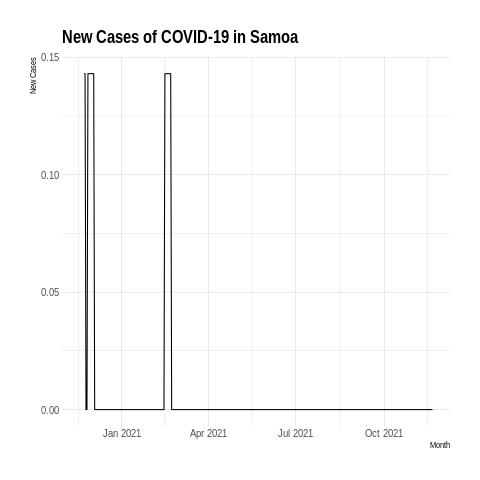 New Cases of COVID-19 in Samoa
New Cases
0.15
0.10
0.05
0.00
Jan 2021 Apr 2021 Jul 2021 Oct 2021
Month